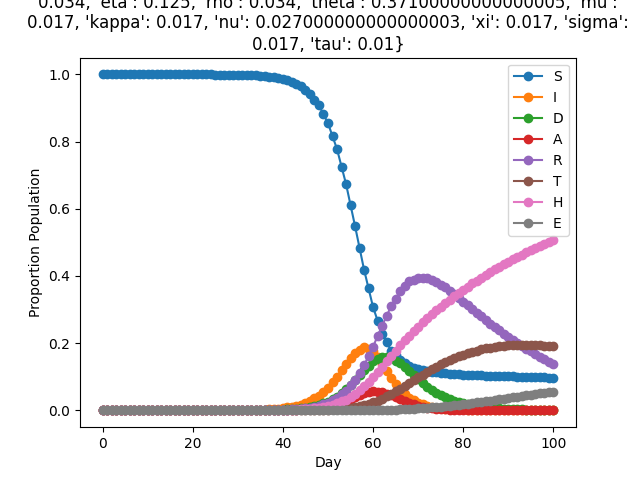 0.034, 'eta': 0.125, 'rho': 0.034, 'theta': 0.37100000000000005, 'mu':
0.017, 'kappa': 0.017, 'nu': 0.027000000000000003, 'xi': 0.017, 'sigma':
0.017, 'tau': 0.01}
1.0
0.8
0.6
0.4
0.2
0.0
Proportion Population
0 20 40 60 80 100
Day
S
I
D
A
R
T
H
E